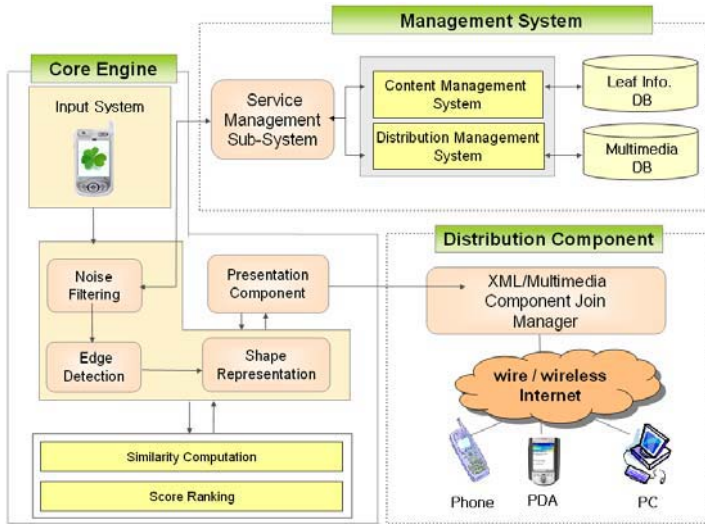 Management System
Core Engine
Input System
Service
Management
Sub-System
Content Management
System
Distribution Management
System
Leaf Info.
DB
Multimedia
DB
Noise
Filtering
Presentation
Component
Edge
Detection
Shape
Representation
Similarity Computation
Score Ranking
Distribution Component
XML/Multimedia
Component Join
Manager
wire / wireless
Internet
Phone
PDA
PC